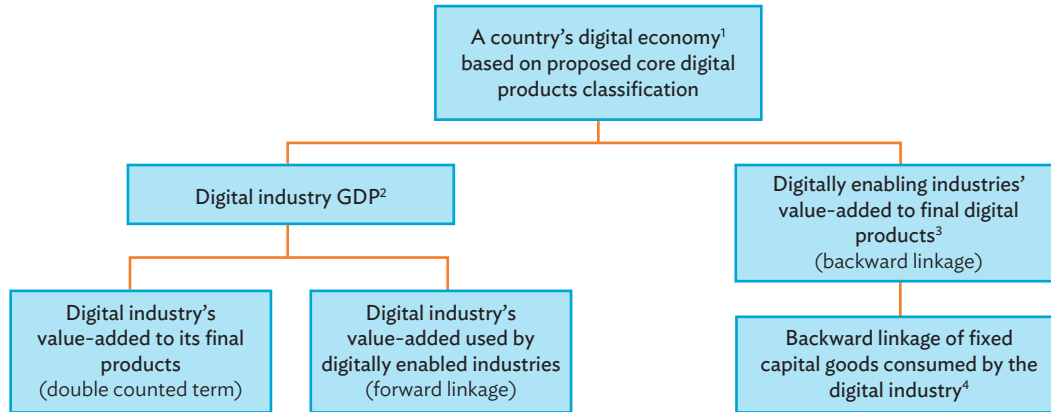 A country’s digital economy¹
based on proposed core digital
products classification
Digital industry GDP²
Digitally enabling industries’
value-added to final digital
products³
(backward linkage)
Digital industry’s
value-added to its final
products
(double counted term)
Digital industry’s
value-added used by
digitally enabled industries
(forward linkage)
Backward linkage of fixed
capital goods consumed by the
digital industry⁴